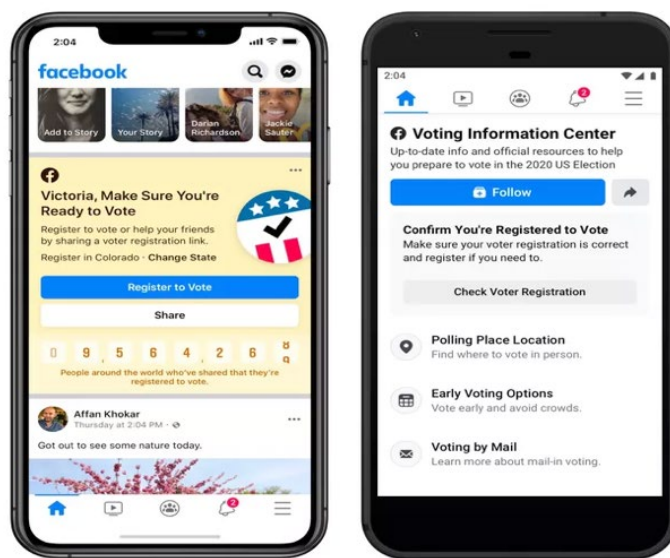 2:04
facebook
Add to Story
Your Story
Darian
Richardson
Jackie
Sauter
Victoria, Make Sure You're
Ready to Vote
Register to vote or help your friends
by sharing a voter registration link.
Register in Colorado · Change State
Register to Vote
Share
0 9,5 6 4,2 6
People around the world who've shared that they're
registered to vote.
Affan Khokar
Thursday at 2:04 PM ·
Got out to see some nature today.
2
2:04
2
Voting Information Center
Up-to-date info and official resources to help
you prepare to vote in the 2020 US Election
Follow
Confirm You're Registered to Vote
Make sure your voter registration is correct
and register if you need to.
Check Voter Registration
Polling Place Location
Find where to vote in person.
Early Voting Options
Vote early and avoid crowds.
Voting by Mail
Learn more about mail-in voting.